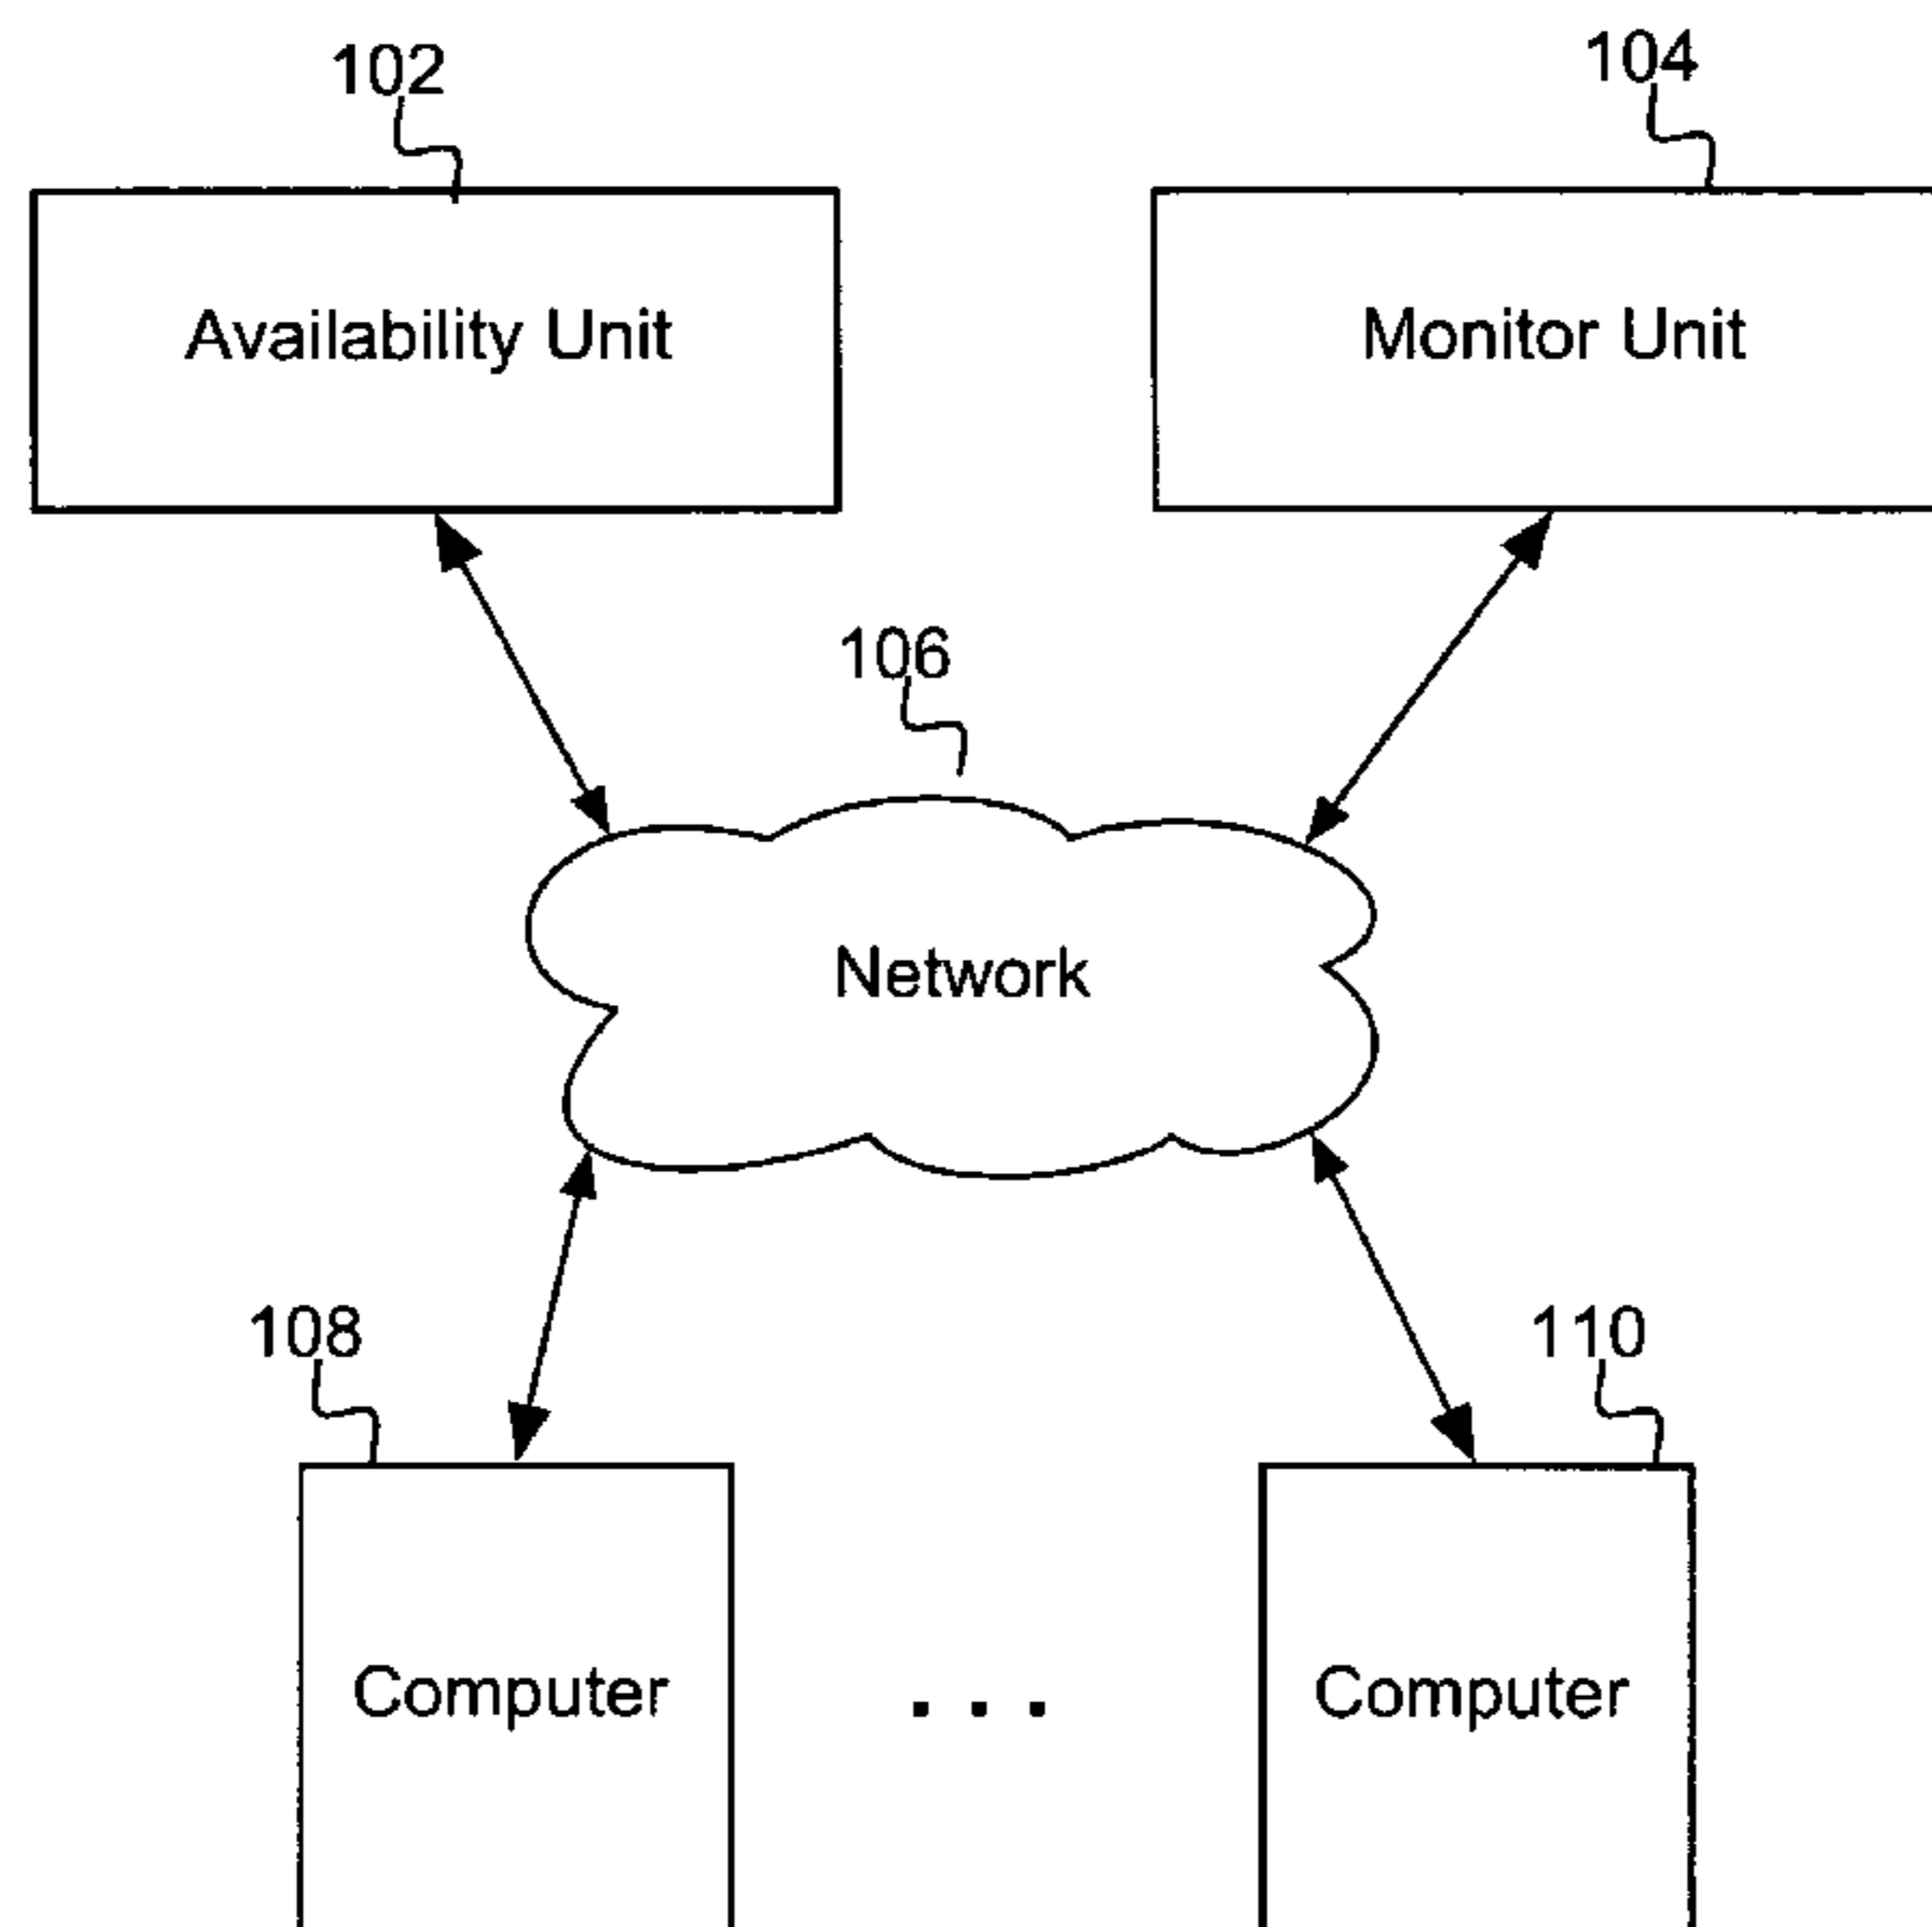 102
104
Availability Unit
Monitor Unit
106
Network
108
110
Computer
. . .
Computer